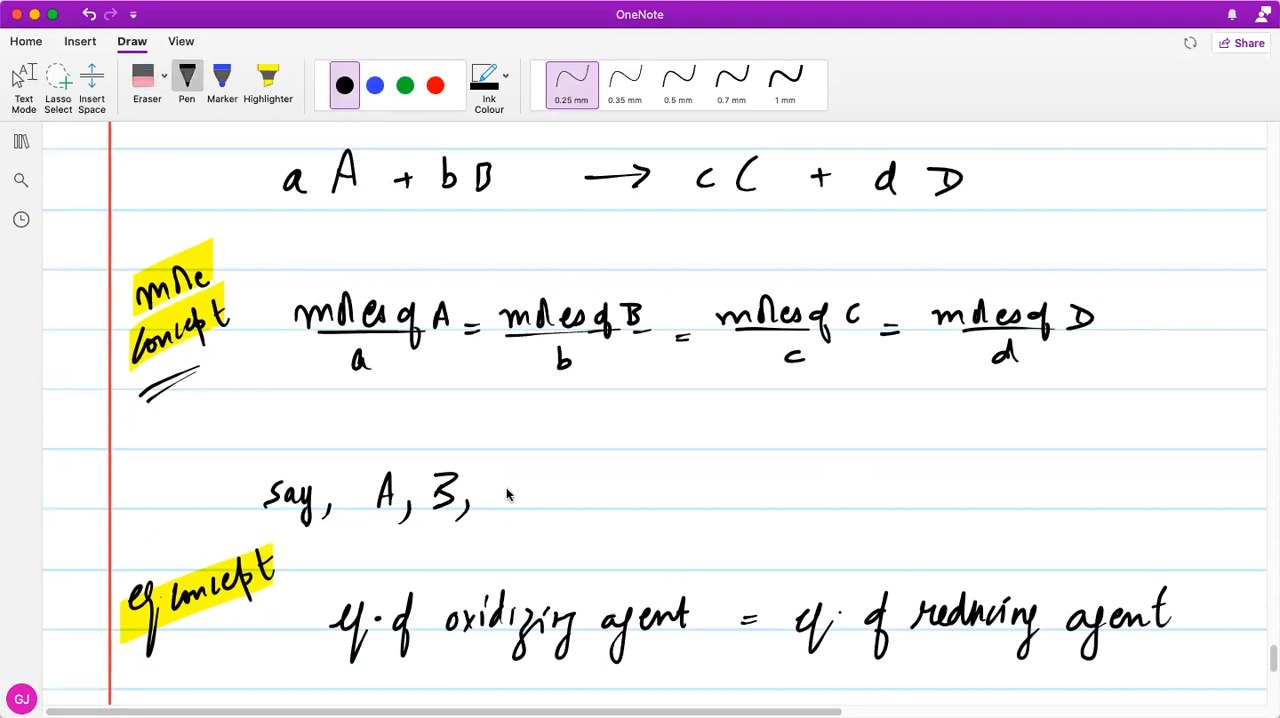 OneNote
Home Insert Draw View
Share
Text Mode
Lasso Select
Insert Space
Eraser
Pen
Marker
Highlighter
Ink Colour
0.25 mm
0.35 mm
0.5 mm
0.7 mm
1 mm
a A + b B → c C + d D
mole concept
moles of A / a = moles of B / b = moles of C / c = moles of D / d
say, A, B,
eq. concept
eq. of oxidizing agent = eq. of reducing agent
GJ